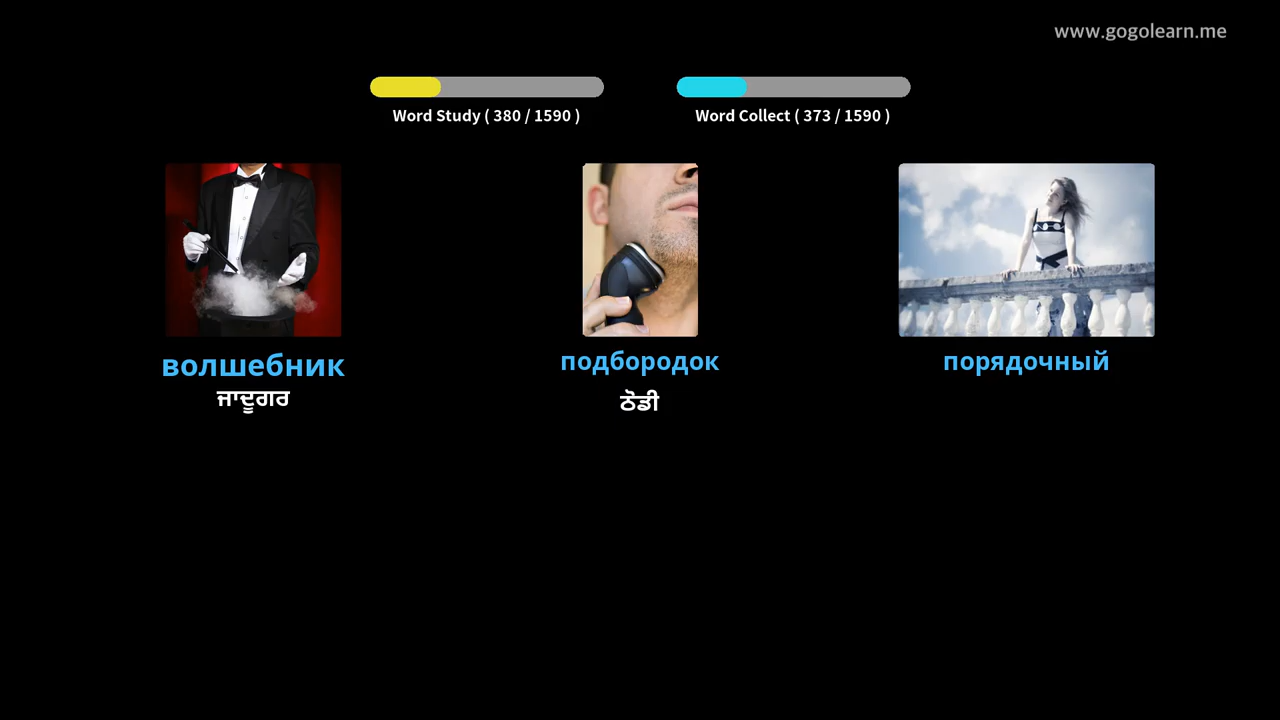 www.gogolearn.me
Word Study ( 380 / 1590 )
Word Collect ( 373 / 1590 )
волшебник
подбородок
порядочный
ਜਾਦੂਗਰ
ਠੋਡੀ